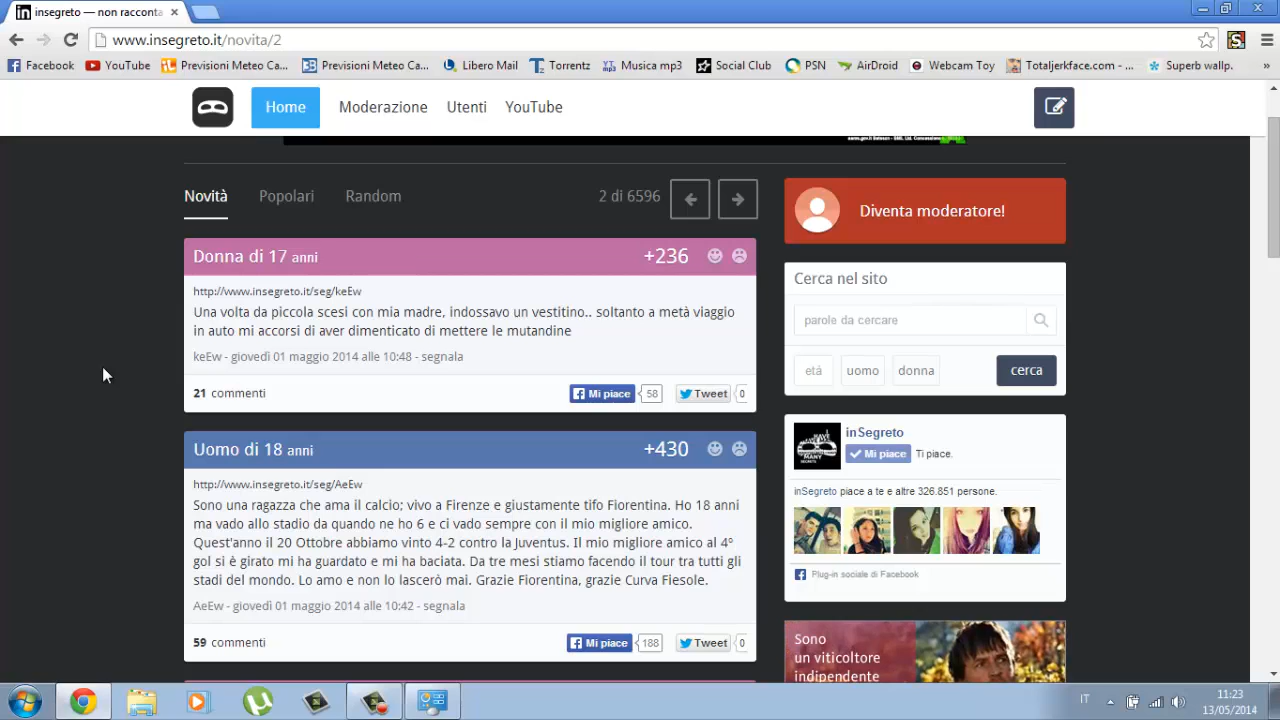 insegreto — non racconta
www.insegreto.it/novita/2
Facebook YouTube Previsioni Meteo Ca... Previsioni Meteo Ca... Libero Mail Torrentz Musica mp3 Social Club PSN AirDroid Webcam Toy Totaljerkface.com - ... Superb wallp. »
Home Moderazione Utenti YouTube
Novità Popolari Random 2 di 6596
Donna di 17 anni +236
http://www.insegreto.it/seg/keEw
Una volta da piccola scesi con mia madre, indossavo un vestitino.. soltanto a metà viaggio
in auto mi accorsi di aver dimenticato di mettere le mutandine
keEw - giovedì 01 maggio 2014 alle 10:48 - segnala
21 commenti Mi piace 58 Tweet 0
Uomo di 18 anni +430
http://www.insegreto.it/seg/AeEw
Sono una ragazza che ama il calcio; vivo a Firenze e giustamente tifo Fiorentina. Ho 18 anni
ma vado allo stadio da quando ne ho 6 e ci vado sempre con il mio migliore amico.
Quest'anno il 20 Ottobre abbiamo vinto 4-2 contro la Juventus. Il mio migliore amico al 4°
gol si è girato mi ha guardato e mi ha baciata. Da tre mesi stiamo facendo il tour tra tutti gli
stadi del mondo. Lo amo e non lo lascerò mai. Grazie Fiorentina, grazie Curva Fiesole.
AeEw - giovedì 01 maggio 2014 alle 10:42 - segnala
59 commenti Mi piace 188 Tweet 0
Diventa moderatore!
Cerca nel sito
parole da cercare
età uomo donna cerca
inSegreto
Mi piace Ti piace.
inSegreto piace a te e altre 326.851 persone.
Plug-in sociale di Facebook
Sono
un viticoltore
indipendente
IT
11:23
13/05/2014